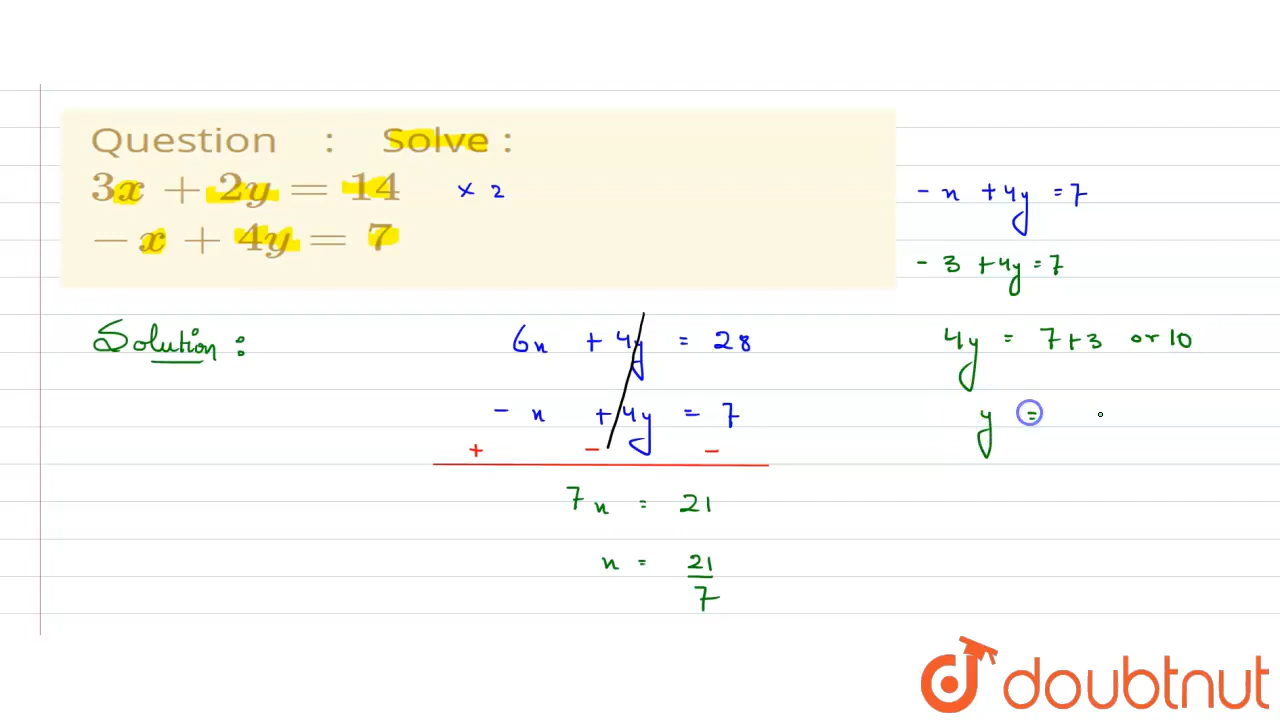 Question : Solve :
3x + 2y = 14 × 2
-x + 4y = 7
Solution :
6x + 4y = 28
- x + 4y = 7
+ - -
7x = 21
x = 21/7
- x + 4y = 7
- 3 + 4y = 7
4y = 7+3 or 10
y =
doubtnut